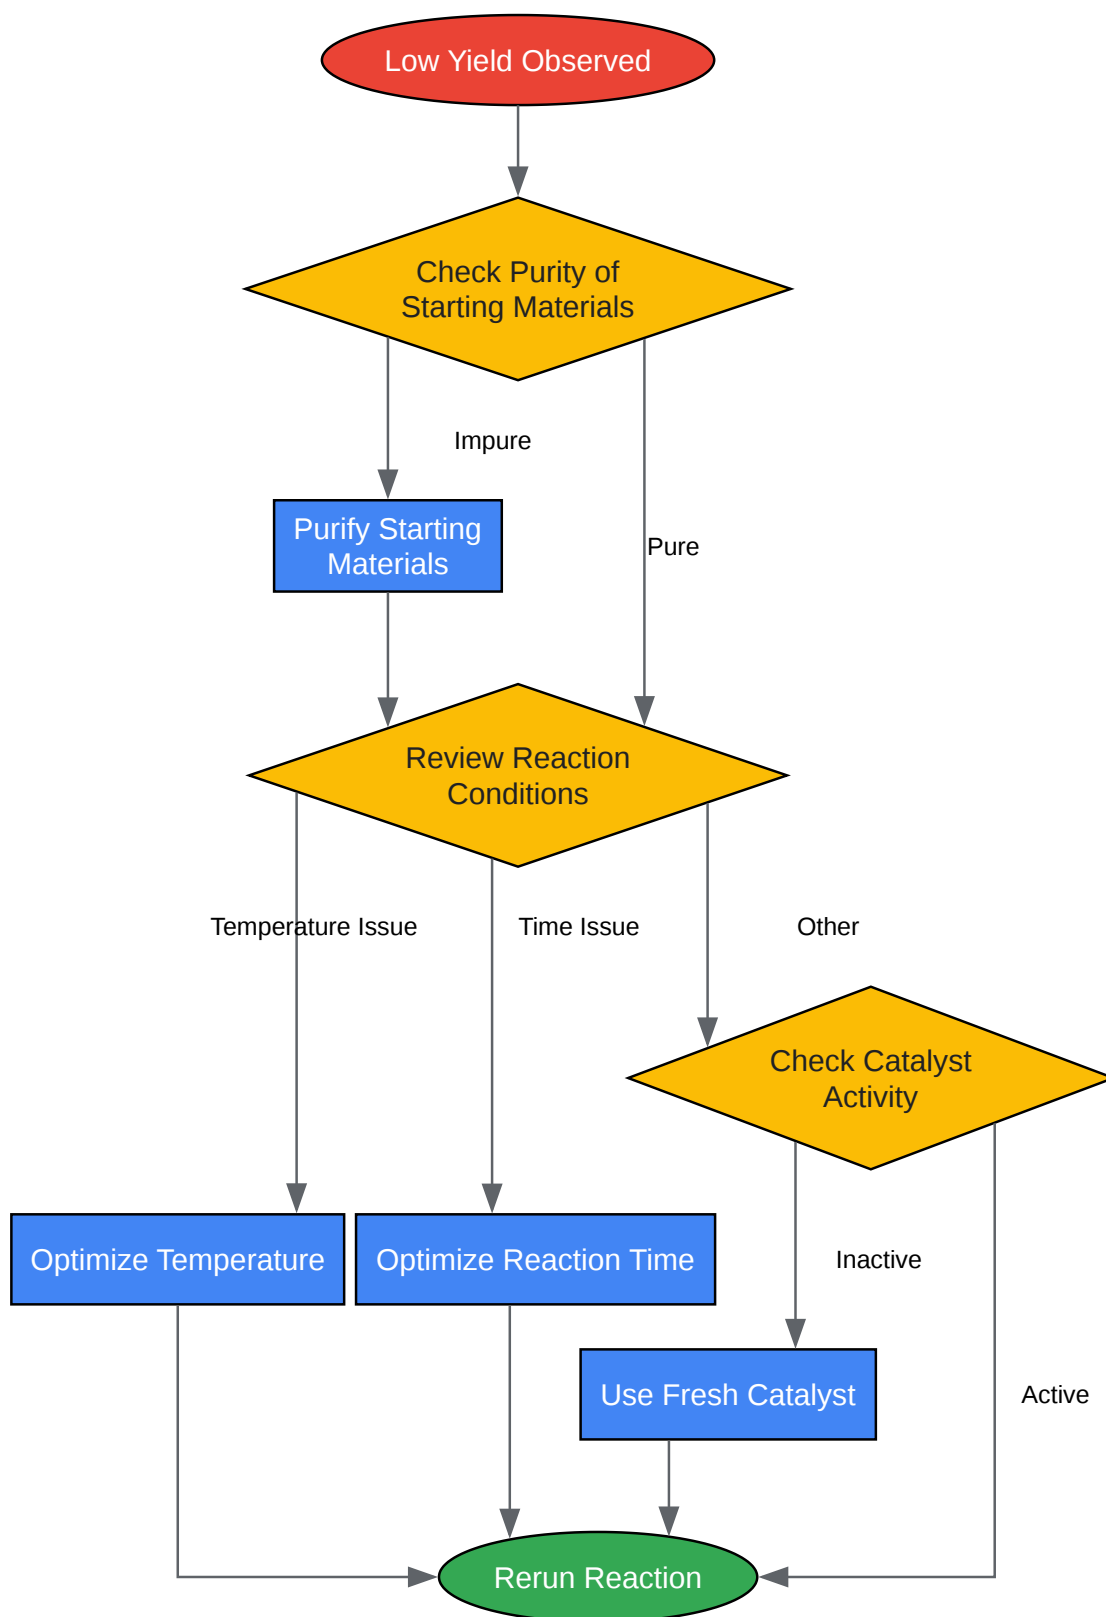 Low Yield Observed
Check Purity of
Starting Materials
Impure
Purify Starting
Materials
Pure
Review Reaction
Conditions
Temperature Issue
Time Issue
Other
Check Catalyst
Activity
Optimize Temperature
Optimize Reaction Time
Inactive
Use Fresh Catalyst
Active
Rerun Reaction